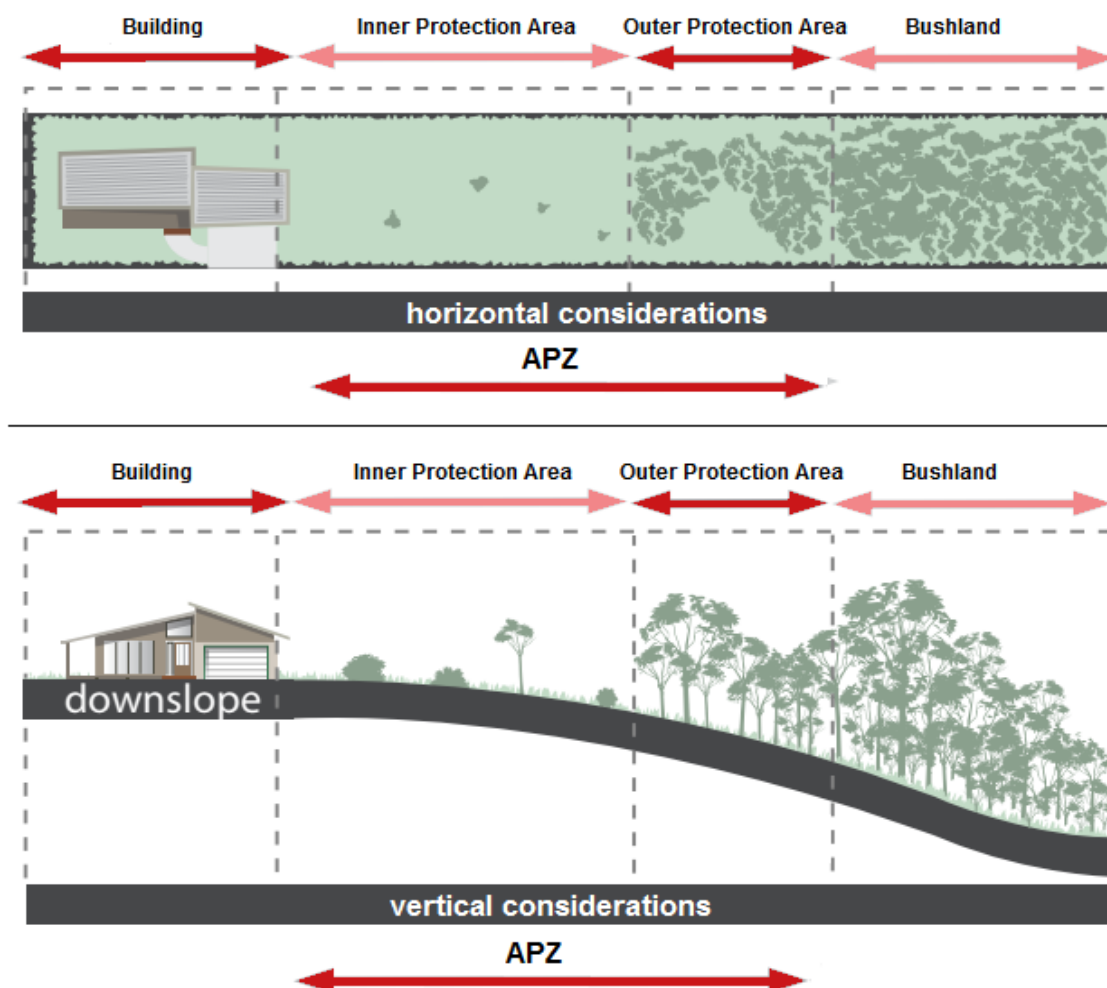 Building
Inner Protection Area
Outer Protection Area
Bushland
horizontal considerations
APZ
Building
Inner Protection Area
Outer Protection Area
Bushland
downslope
vertical considerations
APZ